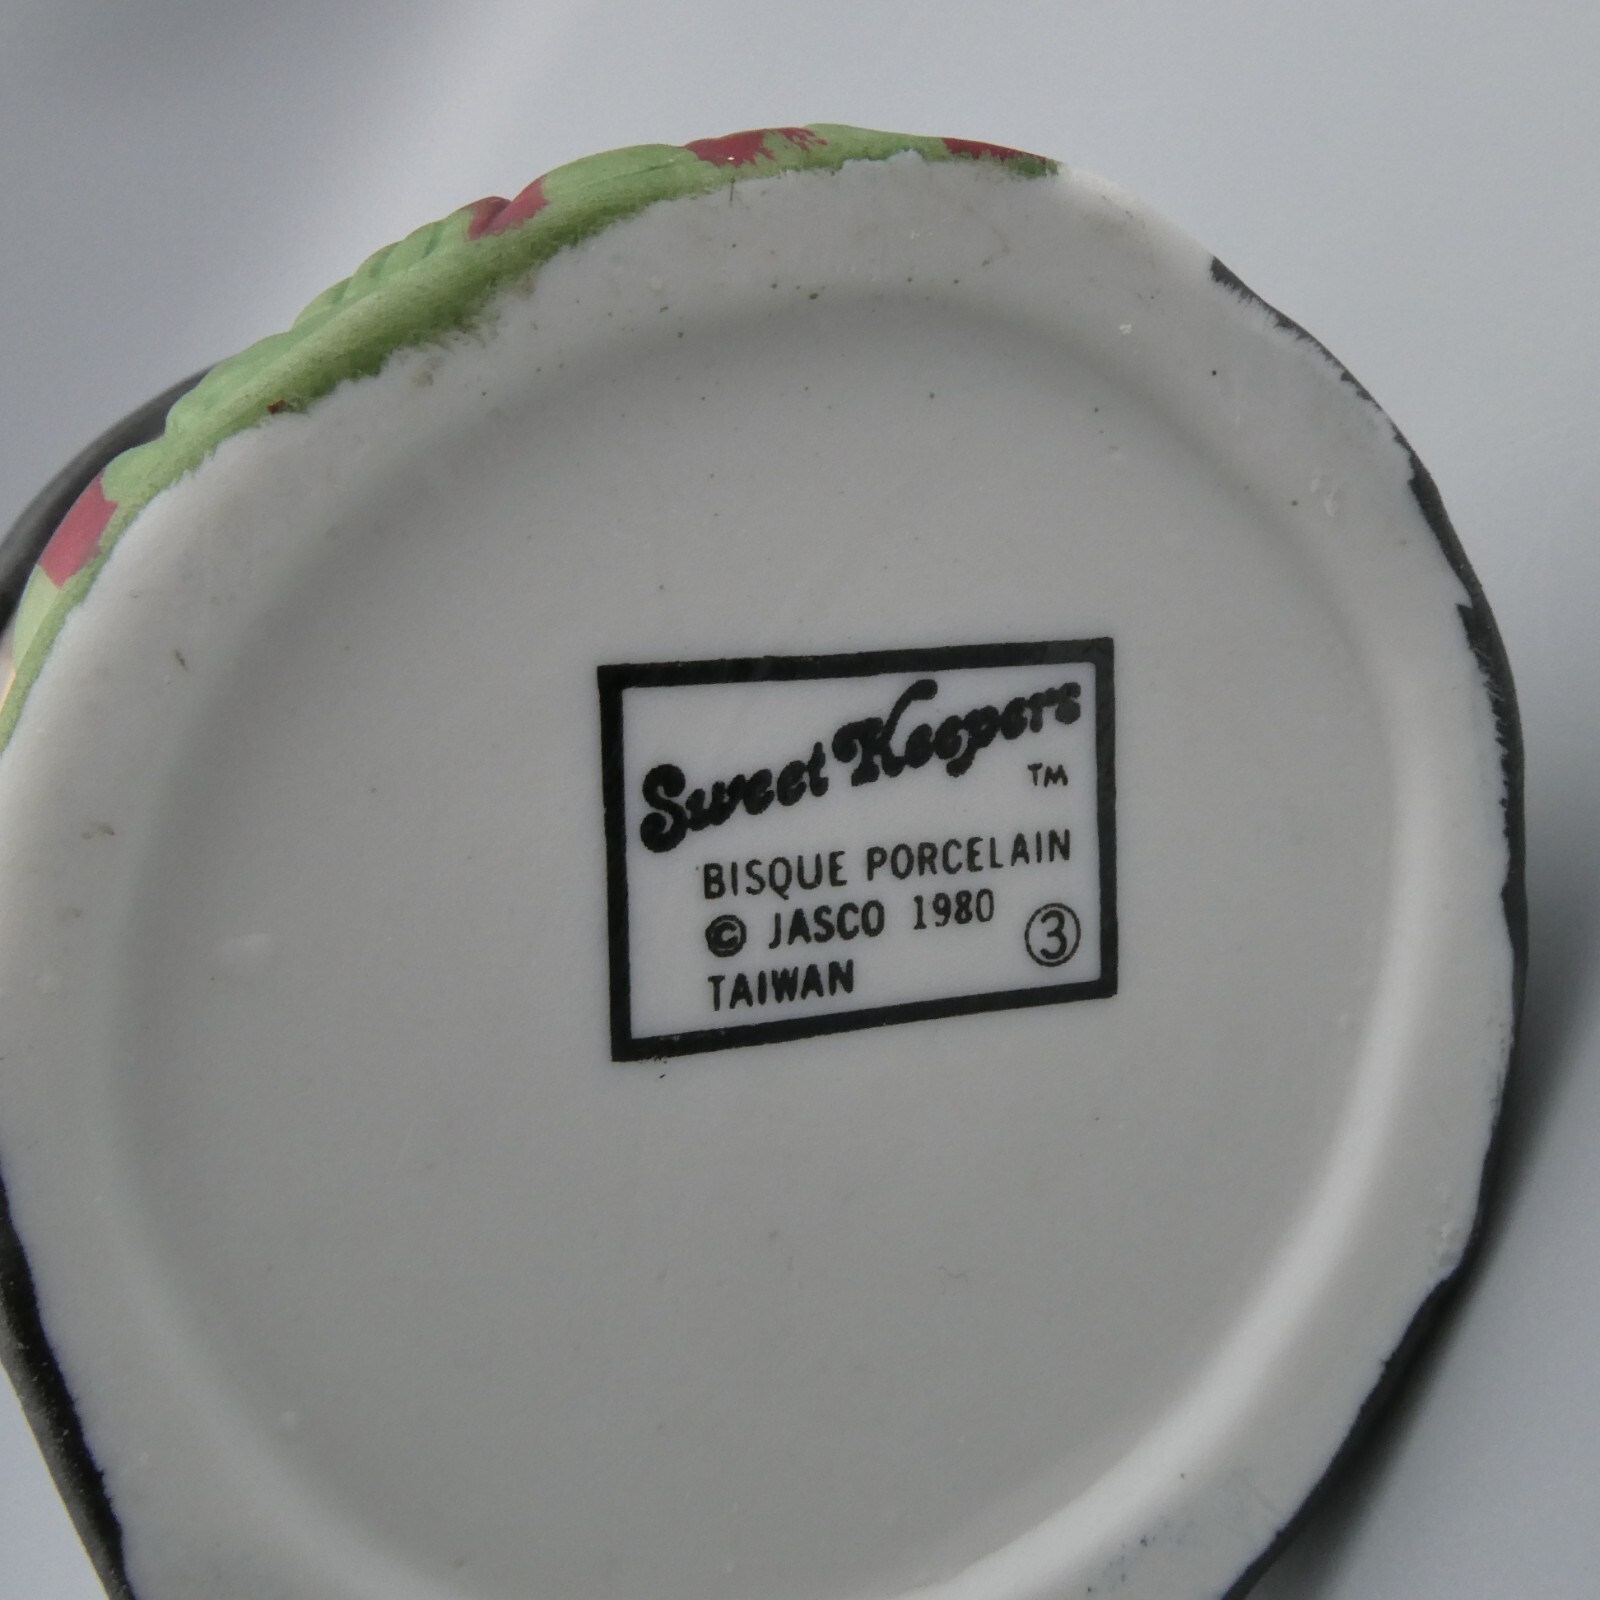 Sweet Keepers
TM
BISQUE PORCELAIN
© JASCO 1980
③
TAIWAN